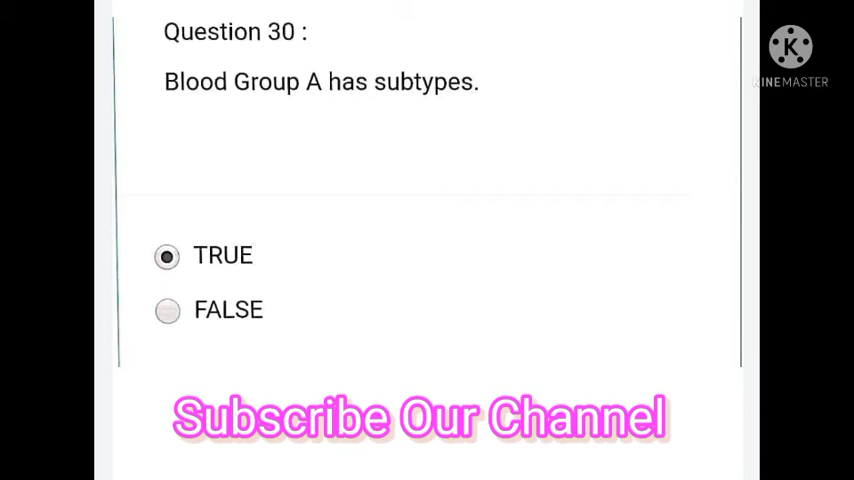 Question 30 :
Blood Group A has subtypes.
K
KINEMASTER
TRUE
FALSE
Subscribe Our Channel